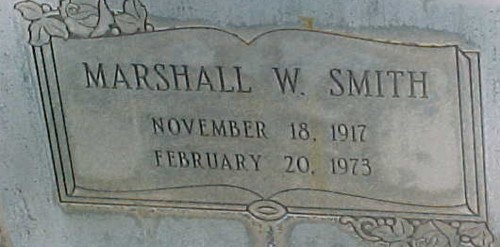 MARSHALL W. SMITH
NOVEMBER 18, 1917
FEBRUARY 20, 1973